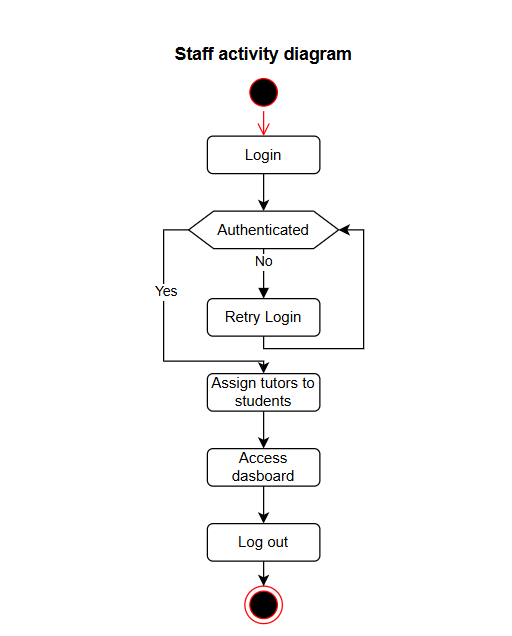 Staff activity diagram
Login
Authenticated
No
Yes
Retry Login
Assign tutors to
students
Access
dasboard
Log out